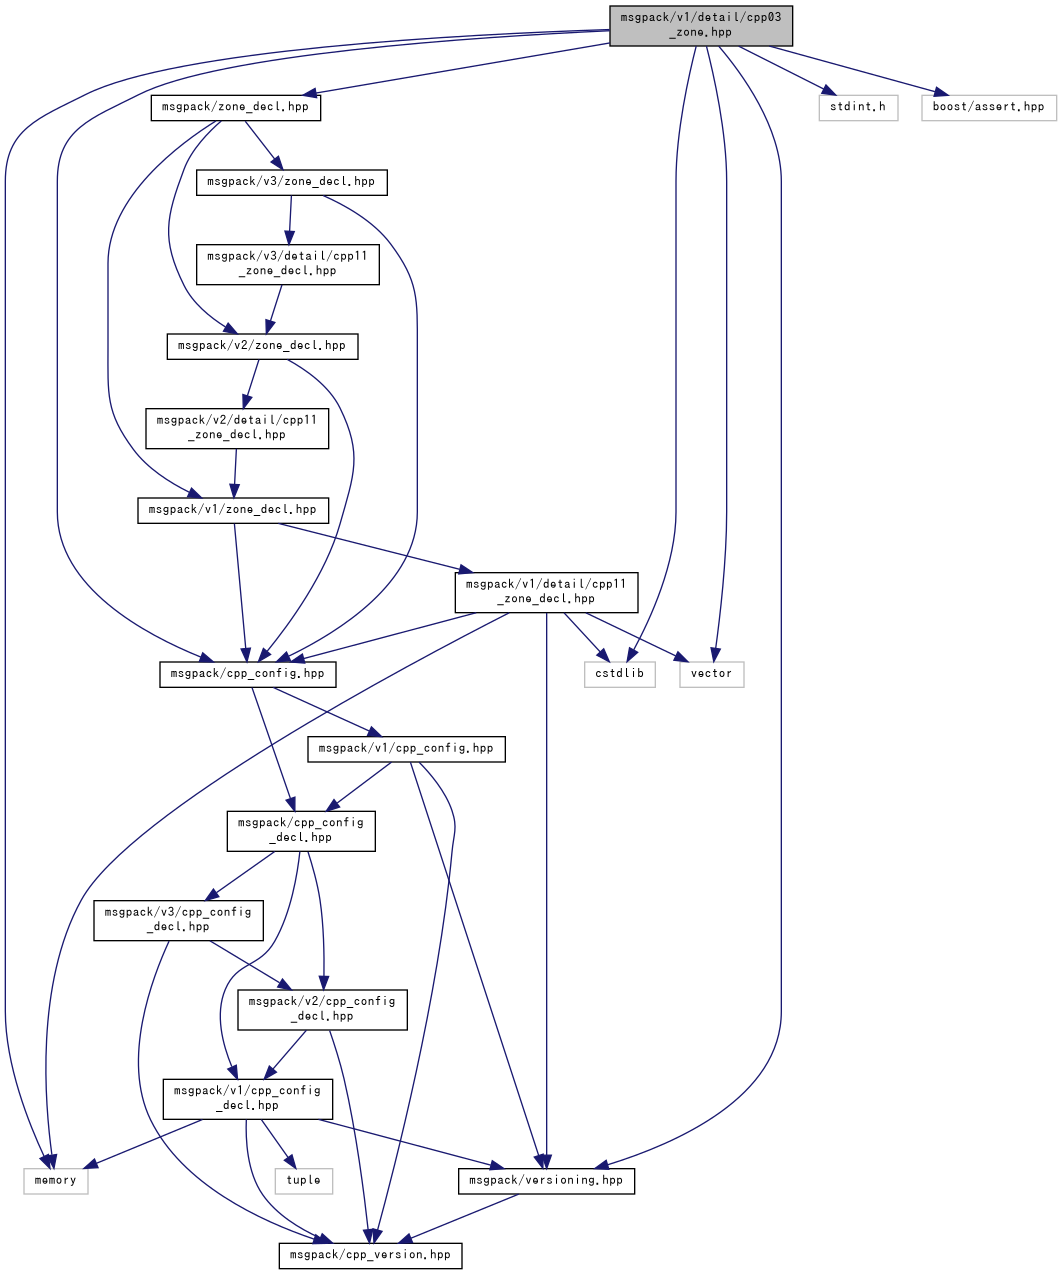 msgpack/v1/detail/cpp03
_zone.hpp
msgpack/zone_decl.hpp
stdint.h
boost/assert.hpp
msgpack/v3/zone_decl.hpp
msgpack/v3/detail/cpp11
_zone_decl.hpp
msgpack/v2/zone_decl.hpp
msgpack/v2/detail/cpp11
_zone_decl.hpp
msgpack/v1/zone_decl.hpp
msgpack/v1/detail/cpp11
_zone_decl.hpp
msgpack/cpp_config.hpp
cstdlib
vector
msgpack/v1/cpp_config.hpp
msgpack/cpp_config
_decl.hpp
msgpack/v3/cpp_config
_decl.hpp
msgpack/v2/cpp_config
_decl.hpp
msgpack/v1/cpp_config
_decl.hpp
memory
tuple
msgpack/versioning.hpp
msgpack/cpp_version.hpp